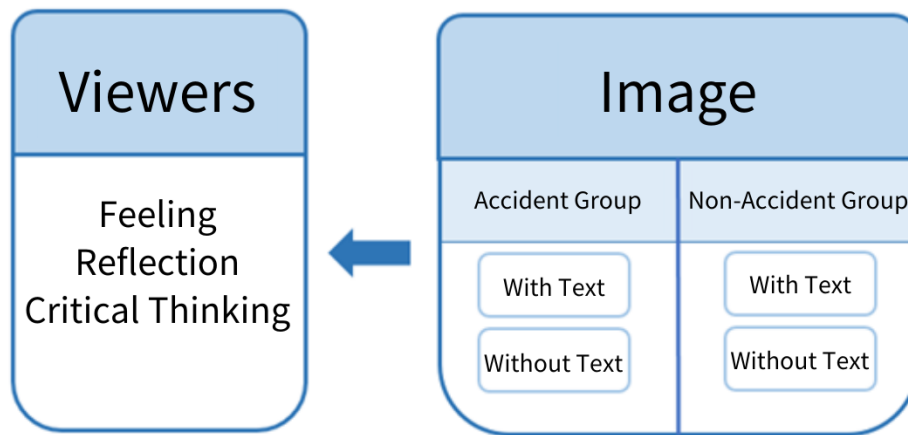 Viewers
Feeling
Reflection
Critical Thinking
Image
Accident Group
With Text
Without Text
Non-Accident Group
With Text
Without Text